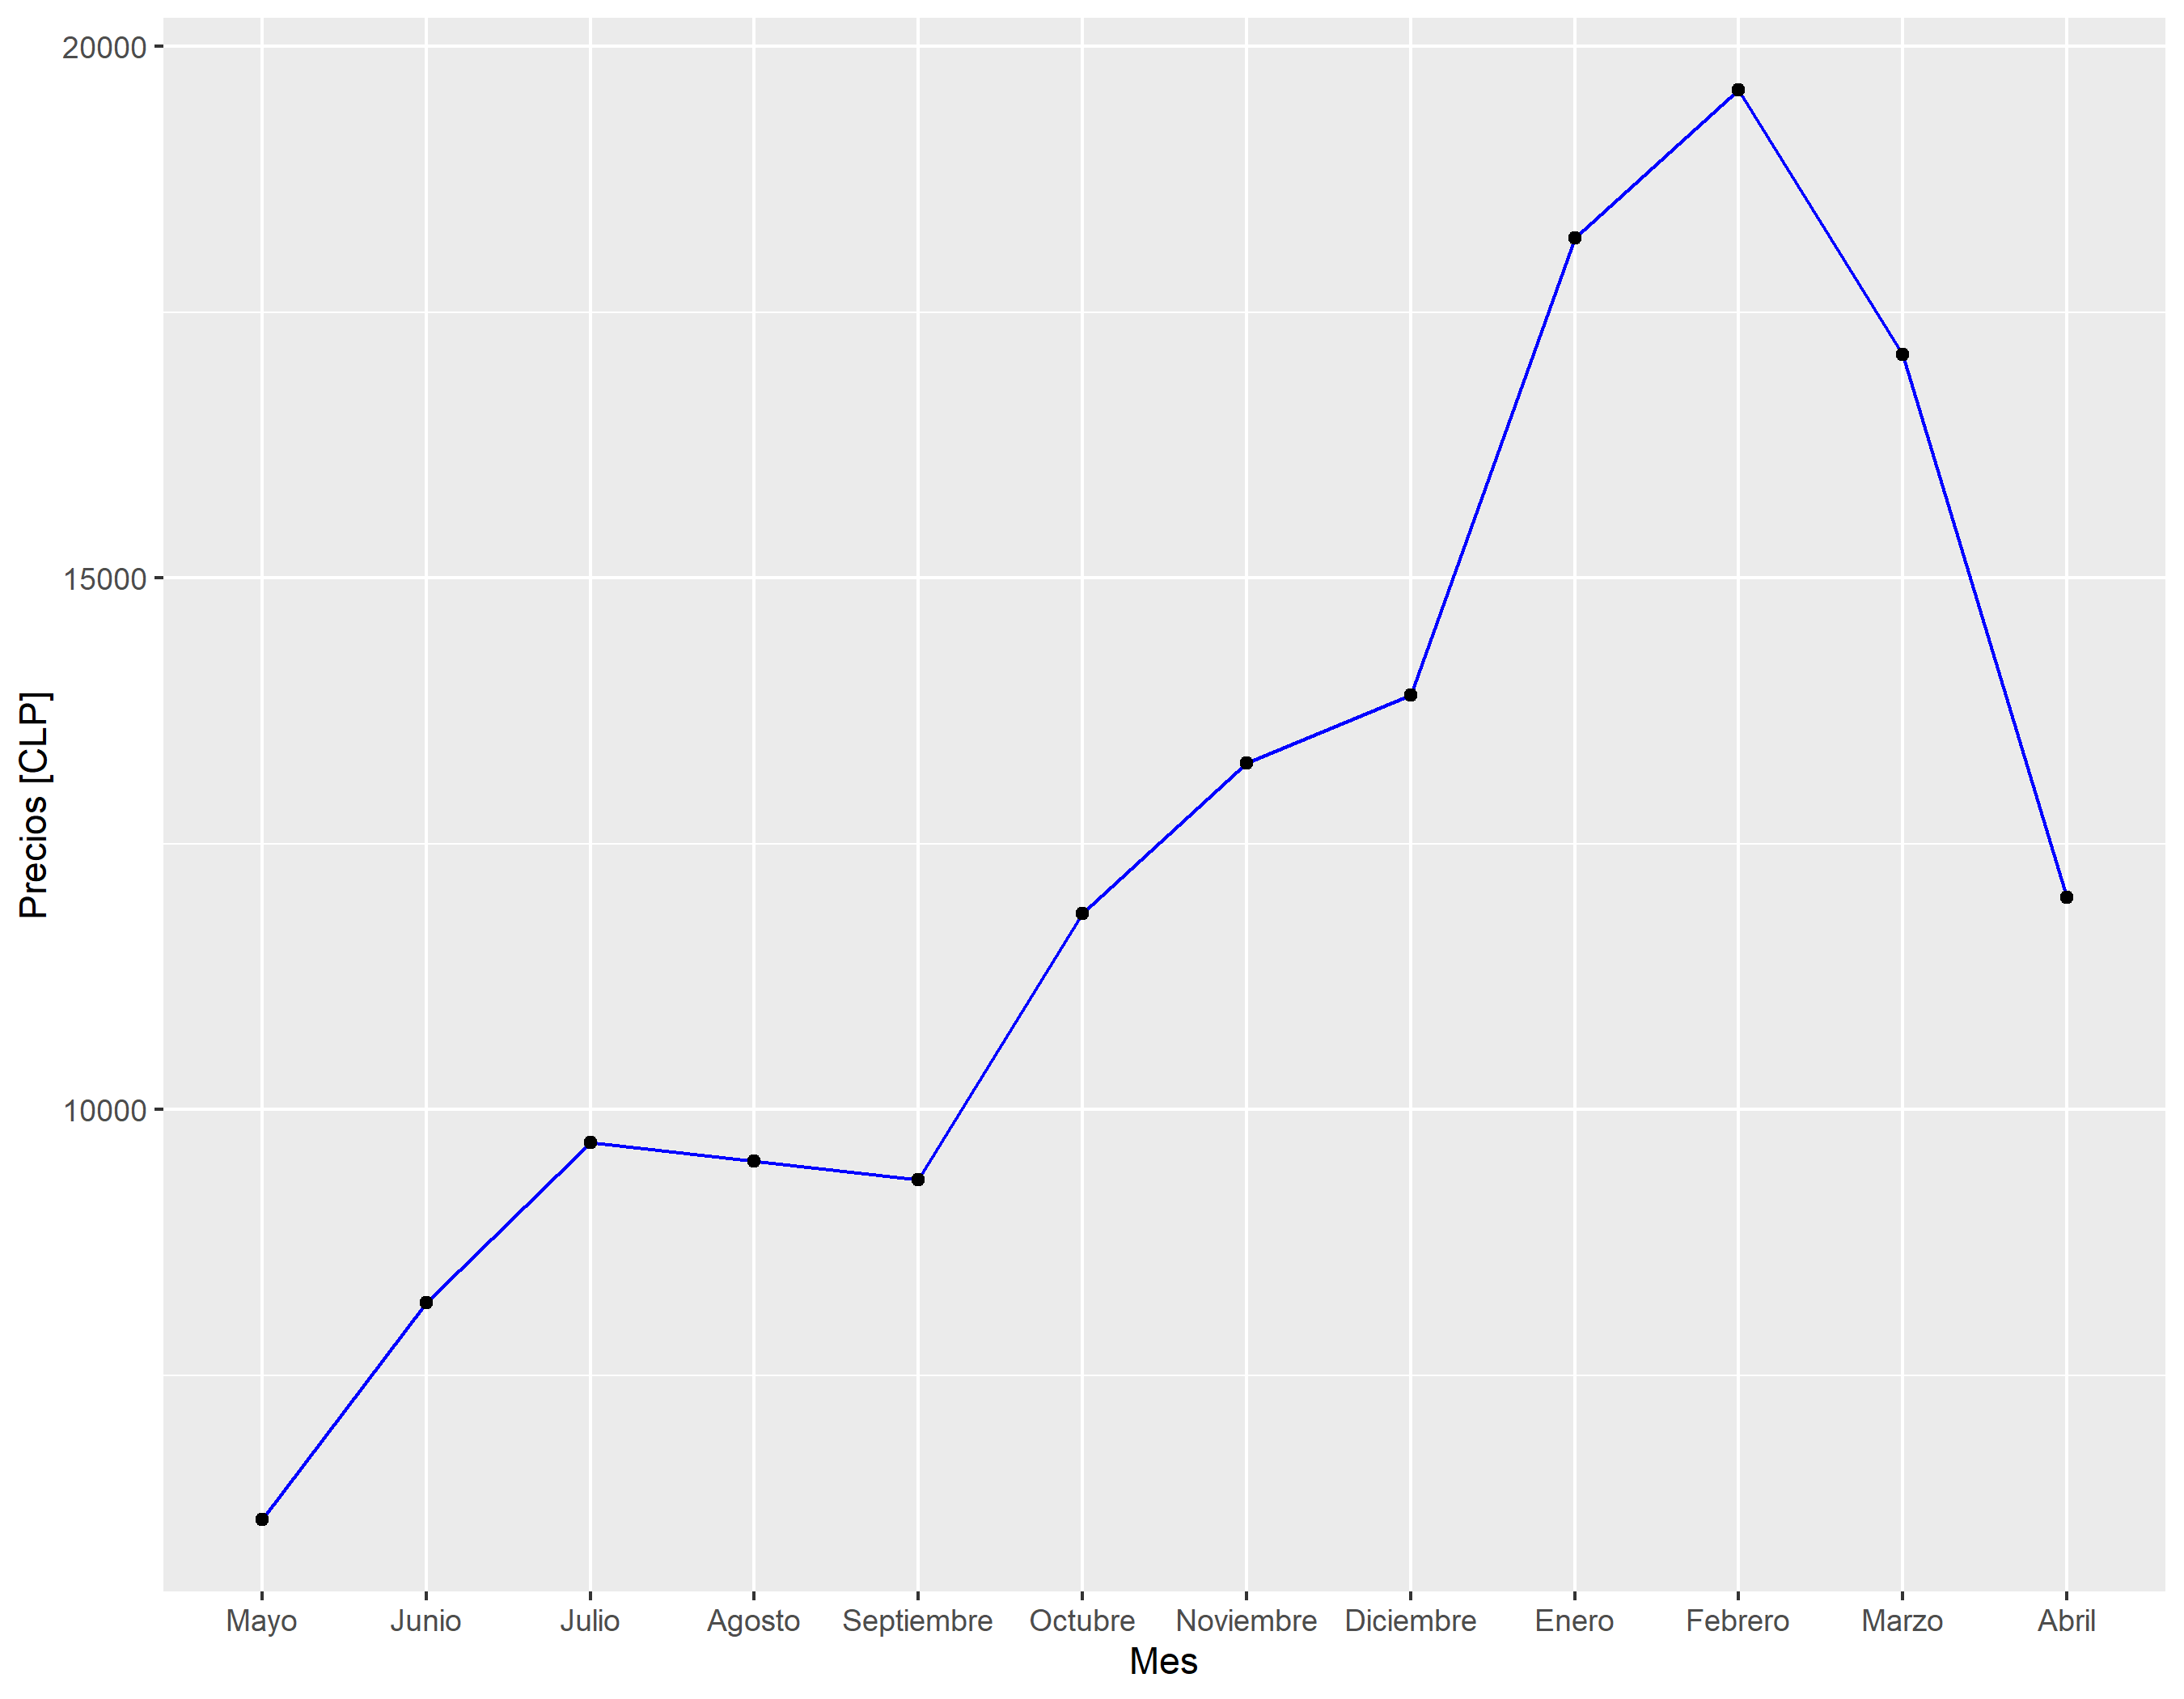 Precios [CLP]
20000
15000
10000
Mayo Junio Julio Agosto Septiembre Octubre Noviembre Diciembre Enero Febrero Marzo Abril
Mes